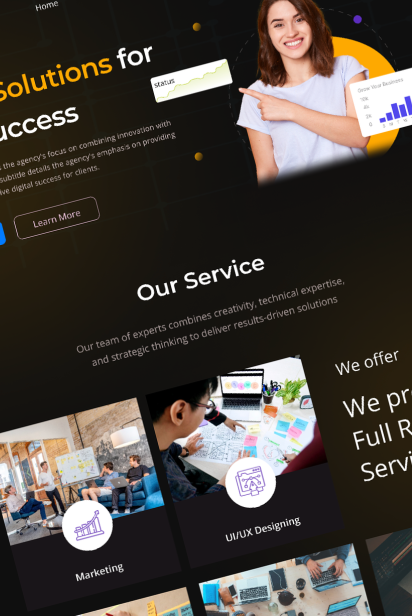 Home
Solutions for
uccess
status
Grow Your Business
the agency's focus on combining innovation with
subtitle details the agency's emphasis on providing
ive digital success for clients.
Learn More
Our Service
Our team of experts combines creativity, technical expertise,
and strategic thinking to deliver results-driven solutions
We offer
We pr
Full R
Servi
Marketing
UI/UX Designing